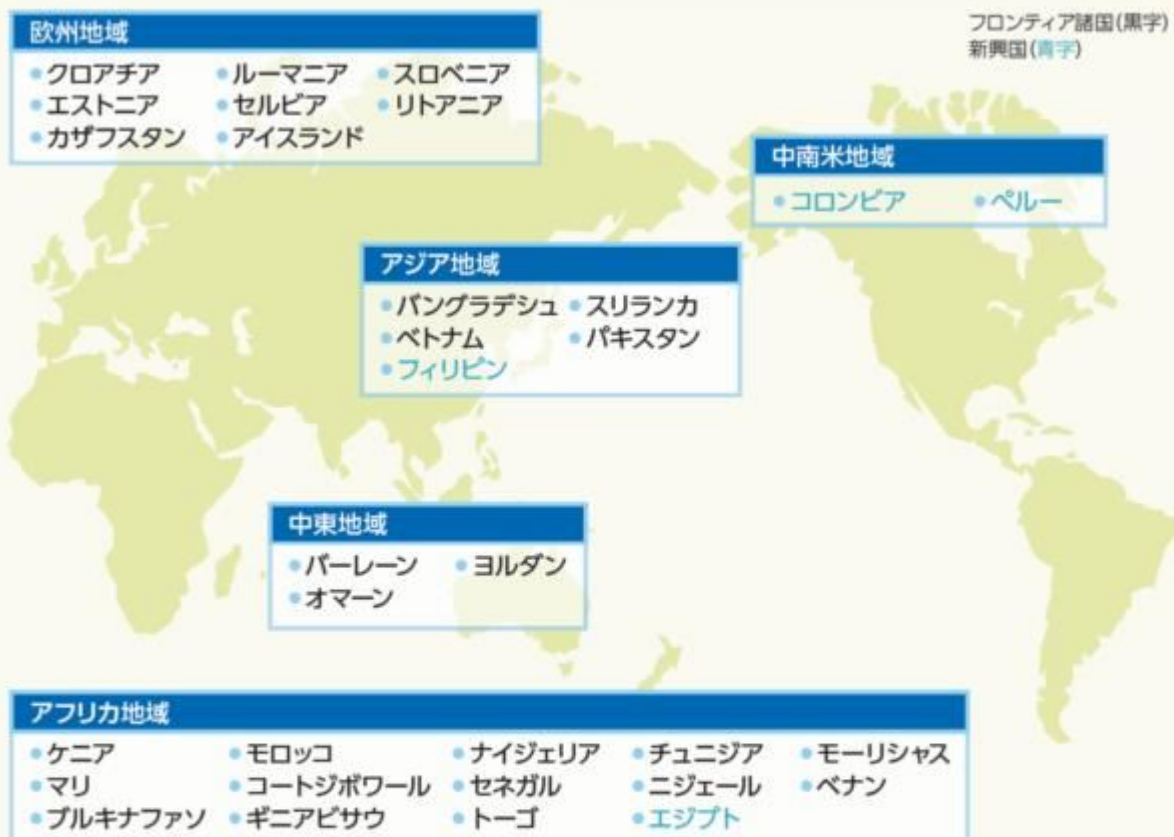 フロンティア諸国(黒字)
新興国(青字)
欧州地域
•クロアチア •ルーマニア •スロベニア
•エストニア •セルビア •リトアニア
•カザフスタン •アイスランド
中南米地域
•コロンビア •ペルー
アジア地域
•バングラデシュ •スリランカ
•ベトナム •パキスタン
•フィリピン
中東地域
•バーレーン •ヨルダン
•オマーン
アフリカ地域
•ケニア •モロッコ •ナイジェリア •チュニジア •モーリシャス
•マリ •コートジボワール •セネガル •ニジェール •ベナン
•ブルキナファソ •ギニアビサウ •トーゴ •エジプト